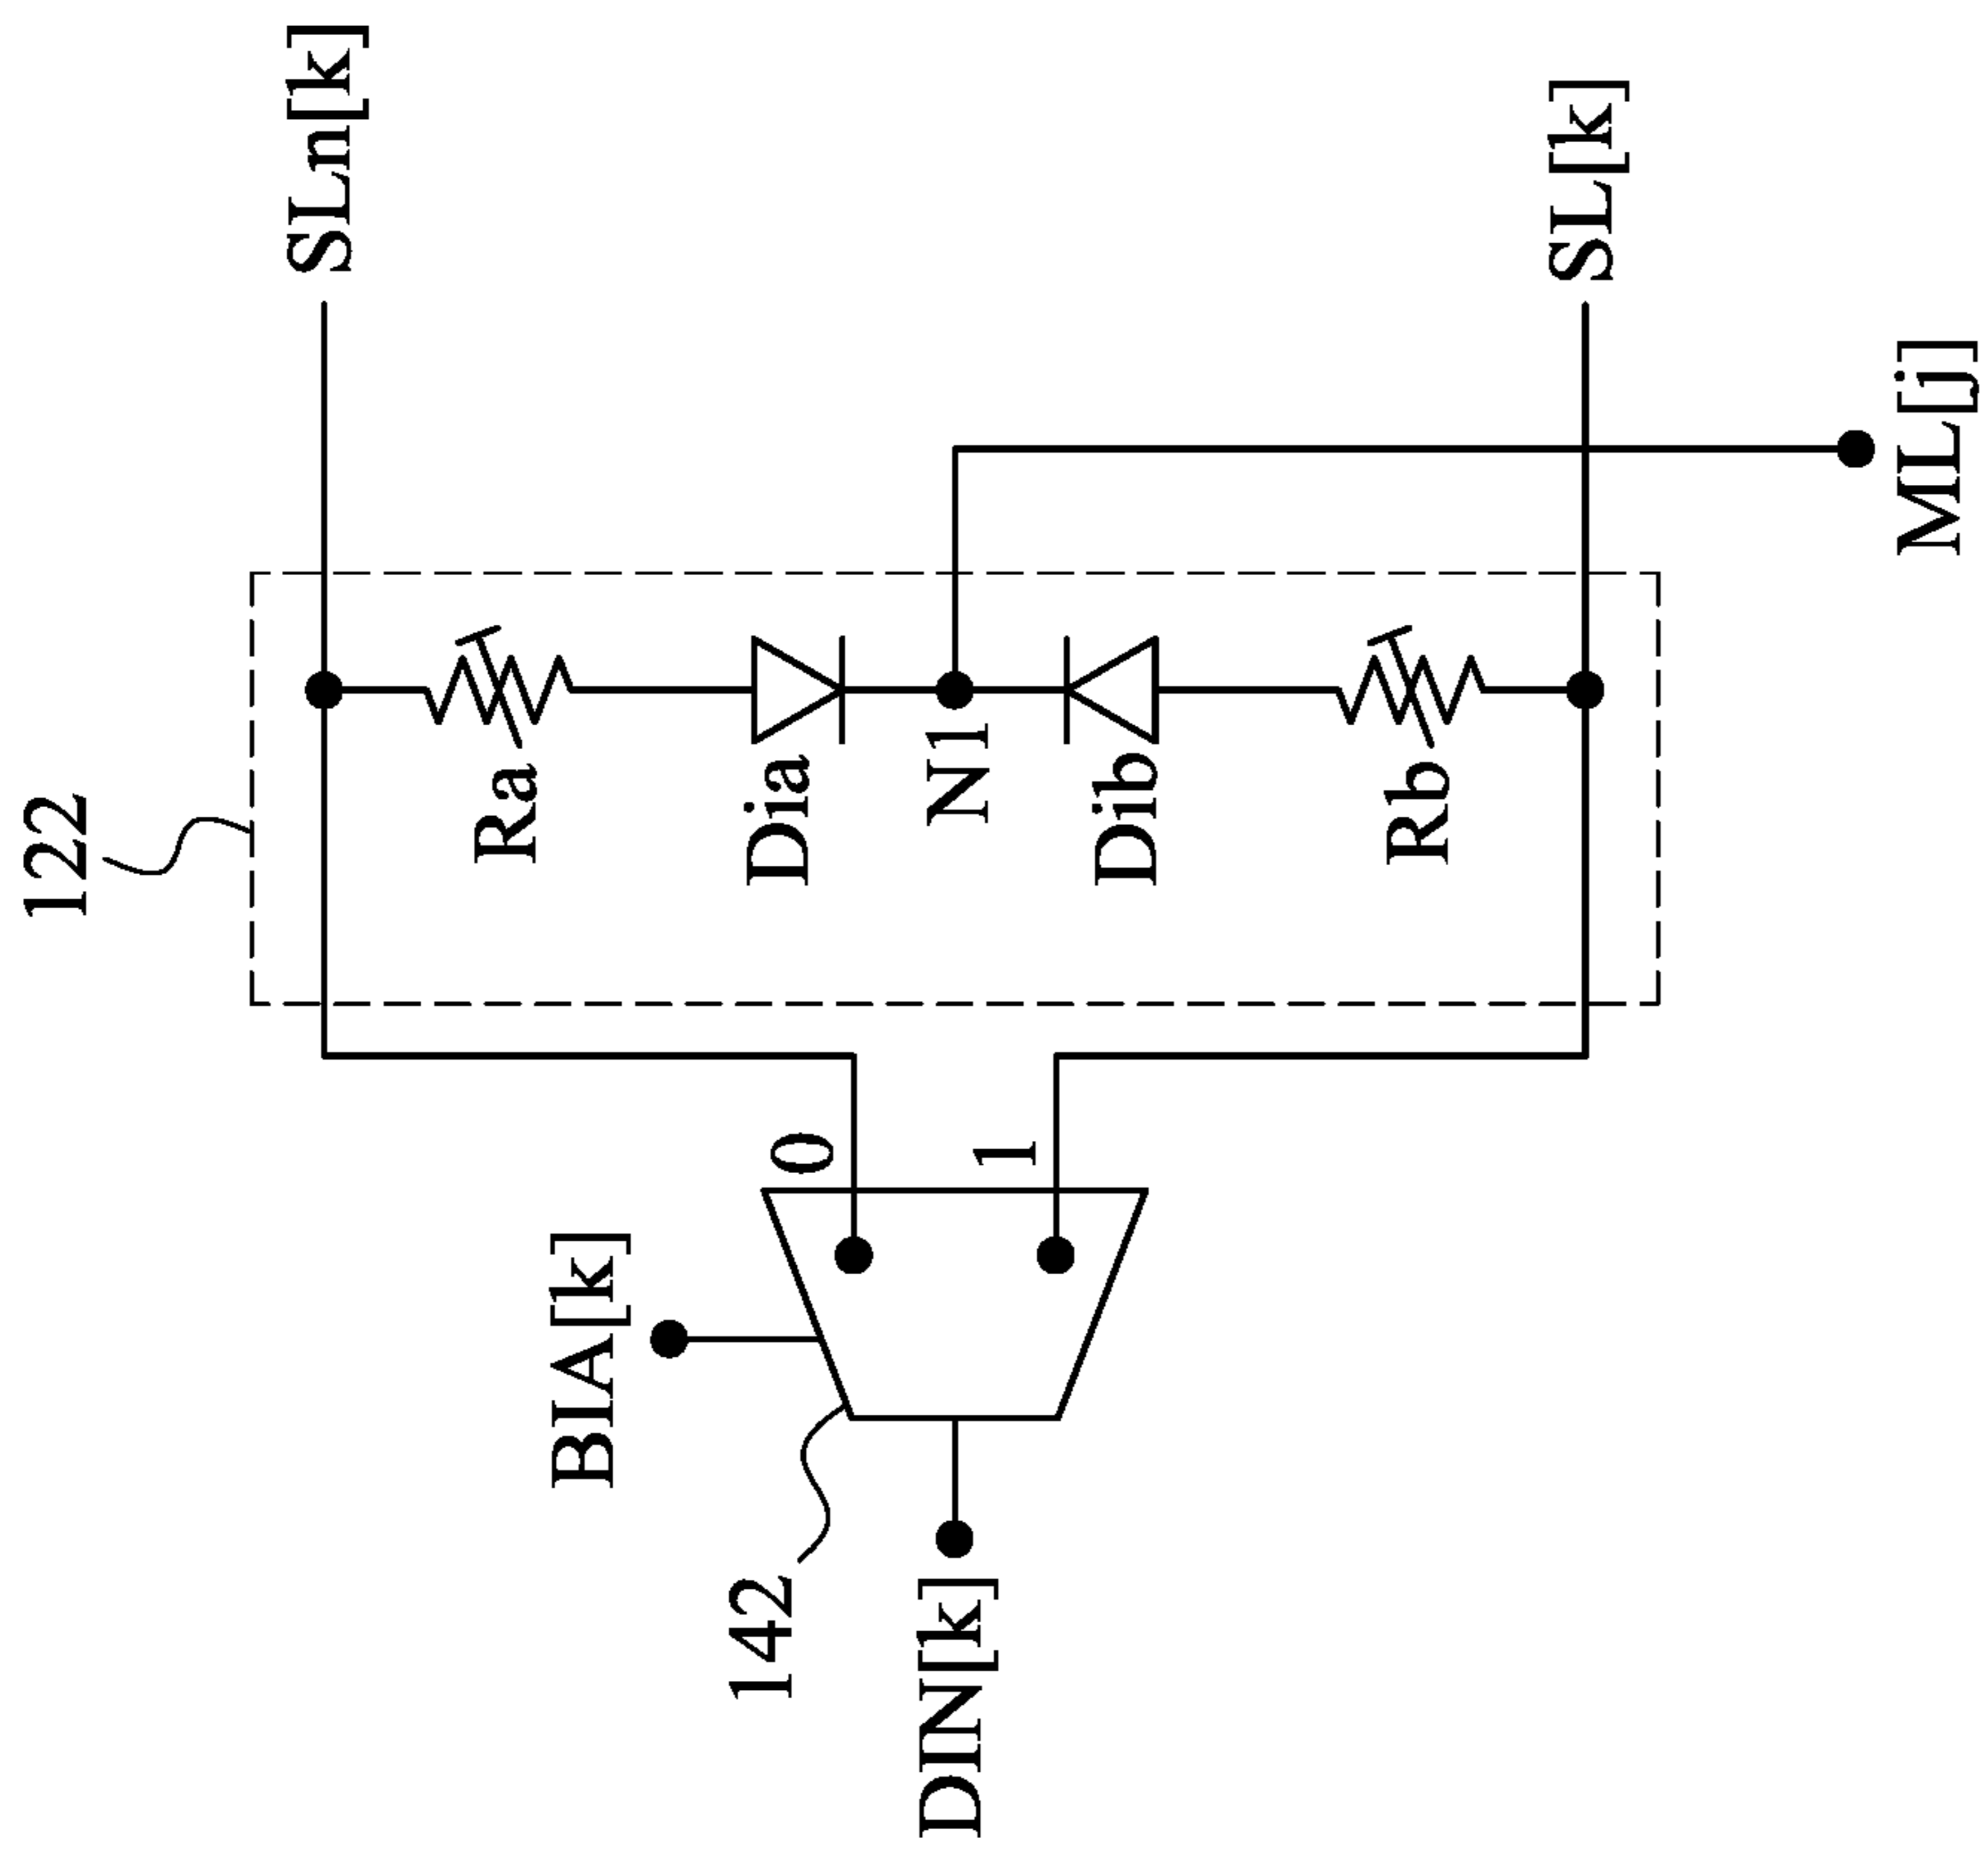 122
SLn[k]
Ra
Dia
N1
Dib
Rb
SL[k]
ML[j]
0
1
BIA[k]
142
DIN[k]